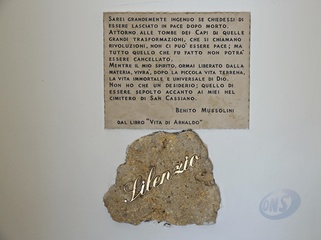 SAREI GRANDEMENTE INGENUO SE CHIEDESSI DI
ESSERE LASCIATO IN PACE DOPO MORTO.
ATTORNO ALLE TOMBE DEI CAPI DI QUELLE
GRANDI TRASFORMAZIONI, CHE SI CHIAMANO
RIVOLUZIONI, NON CI PUO' ESSERE PACE; MA
TUTTO QUELLO CHE FU FATTO NON POTRA'
ESSERE CANCELLATO.
MENTRE IL MIO SPIRITO, ORMAI LIBERATO DALLA
MATERIA, VIVRA', DOPO LA PICCOLA VITA TERRENA,
LA VITA IMMORTALE E UNIVERSALE DI DIO.
NON HO CHE UN DESIDERIO; QUELLO DI
ESSERE SEPOLTO ACCANTO AI MIEI NEL
CIMITERO DI SAN CASSIANO.
BENITO MUSSOLINI
DAL LIBRO "VITA DI ARNALDO"
Silenzio
DNS